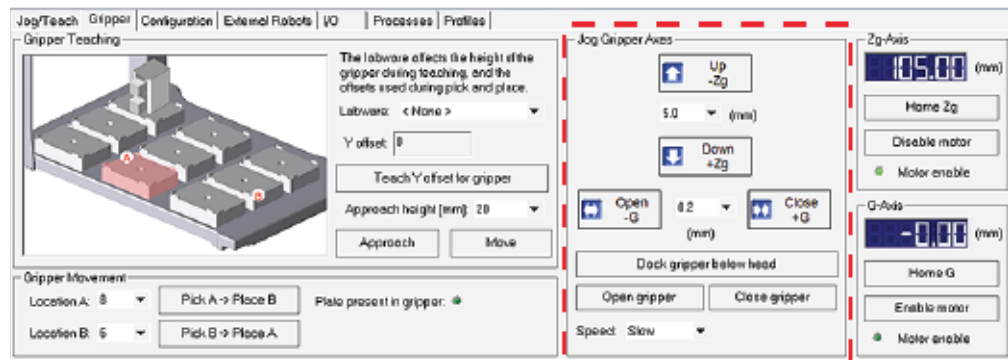 Jog/Teach Gripper Configuration External Robots I/O Processes Profiles
Gripper Teaching
The labware affects the height of the
gripper during teaching, and the
offsets used during pick and place.
Labware: < None >
Y offset: 0
Teach Y offset for gripper
Approach height [mm]: 20
Approach Move
A
B
Gripper Movement
Location A: 8 Pick A -> Place B Plate present in gripper:
Location B: 6 Pick B -> Place A
Jog Gripper Axes
Up
-Zg
5.0 (mm)
Down
+Zg
Open
-G
0.2
(mm)
Close
+G
Dock gripper below head
Open gripper Close gripper
Speed: Slow
Zg-Axis
105.00 (mm)
Home Zg
Disable motor
Motor enable
G-Axis
-0.00 (mm)
Home G
Enable motor
Motor enable